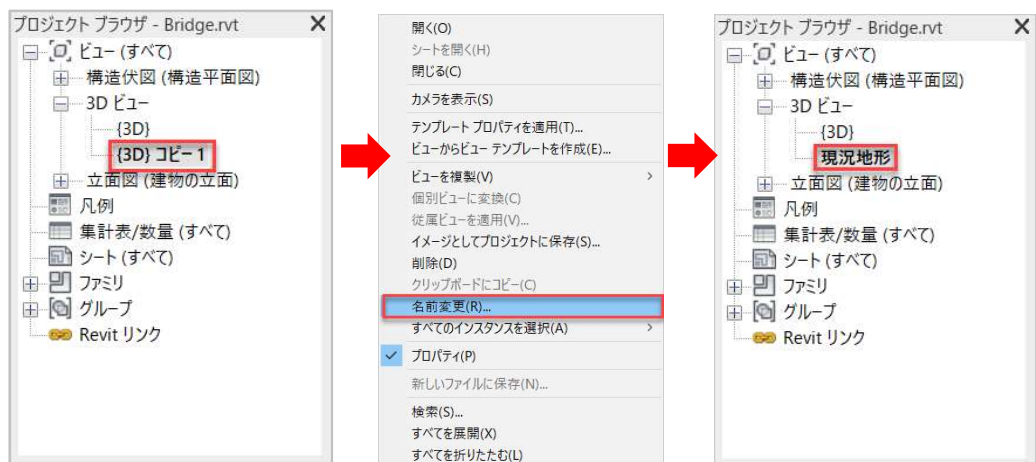 プロジェクト ブラウザ - Bridge.rvt
ビュー (すべて)
構造伏図 (構造平面図)
3D ビュー
{3D}
{3D} コピー 1
立面図 (建物の立面)
凡例
集計表/数量 (すべて)
シート (すべて)
ファミリ
グループ
Revit リンク
開く(O)
シートを開く(H)
閉じる(C)
カメラを表示(S)
テンプレート プロパティを適用(T)...
ビューからビュー テンプレートを作成(E)...
ビューを複製(V)
個別ビューに変換(C)
従属ビューを適用(V)...
イメージとしてプロジェクトに保存(S)...
削除(D)
クリップボードにコピー(C)
名前変更(R)...
すべてのインスタンスを選択(A)
プロパティ(P)
新しいファイルに保存(N)...
検索(S)...
すべてを展開(X)
すべてを折りたたむ(L)
プロジェクト ブラウザ - Bridge.rvt
ビュー (すべて)
構造伏図 (構造平面図)
3D ビュー
{3D}
現況地形
立面図 (建物の立面)
凡例
集計表/数量 (すべて)
シート (すべて)
ファミリ
グループ
Revit リンク